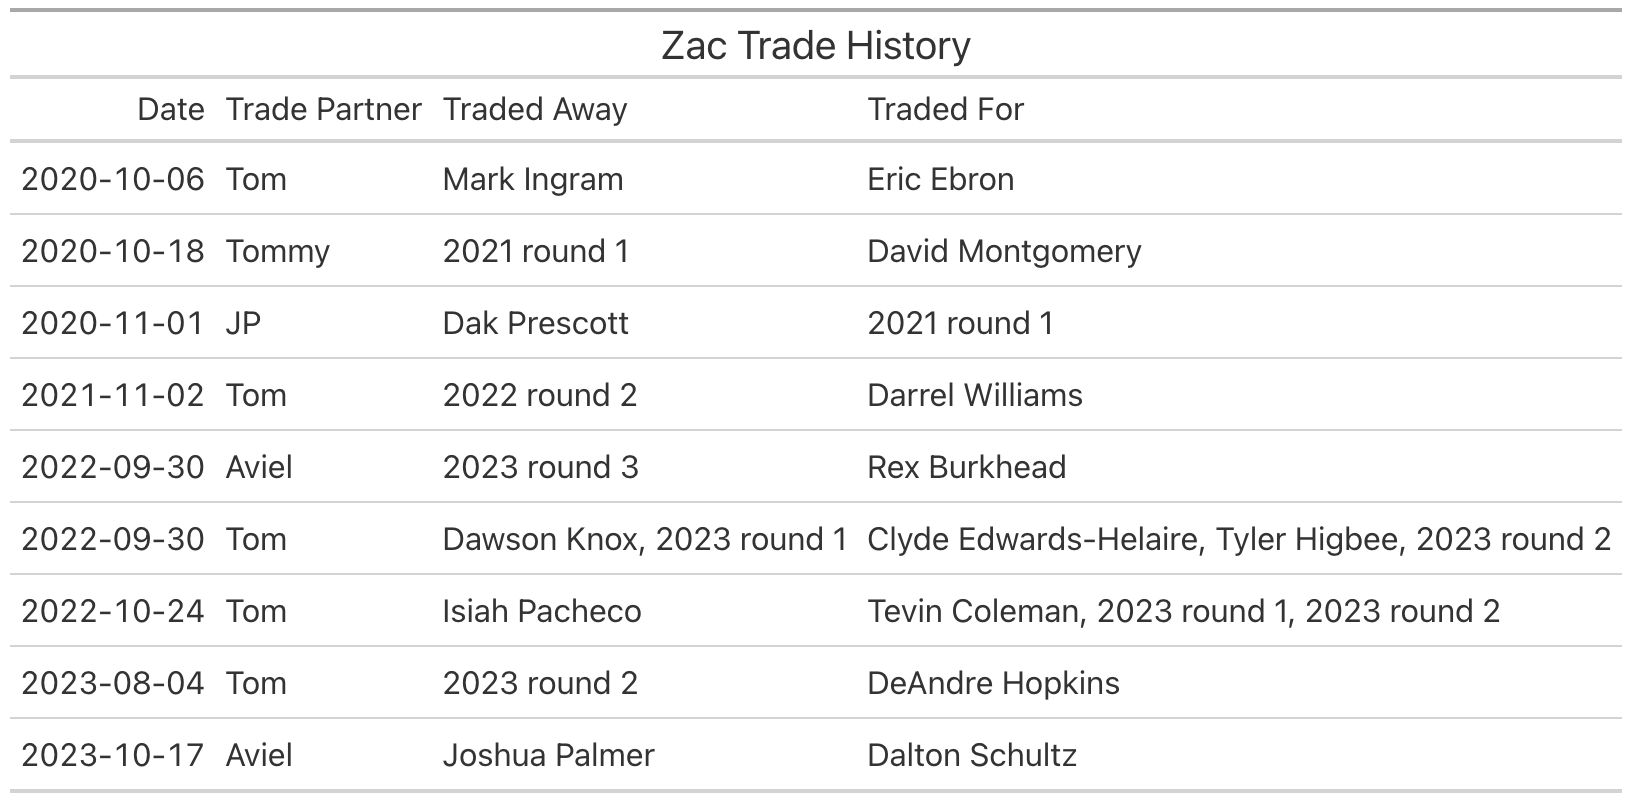 Zac Trade History
Date Trade Partner Traded Away Traded For
2020-10-06 Tom Mark Ingram Eric Ebron
2020-10-18 Tommy 2021 round 1 David Montgomery
2020-11-01 JP Dak Prescott 2021 round 1
2021-11-02 Tom 2022 round 2 Darrel Williams
2022-09-30 Aviel 2023 round 3 Rex Burkhead
2022-09-30 Tom Dawson Knox, 2023 round 1 Clyde Edwards-Helaire, Tyler Higbee, 2023 round 2
2022-10-24 Tom Isiah Pacheco Tevin Coleman, 2023 round 1, 2023 round 2
2023-08-04 Tom 2023 round 2 DeAndre Hopkins
2023-10-17 Aviel Joshua Palmer Dalton Schultz